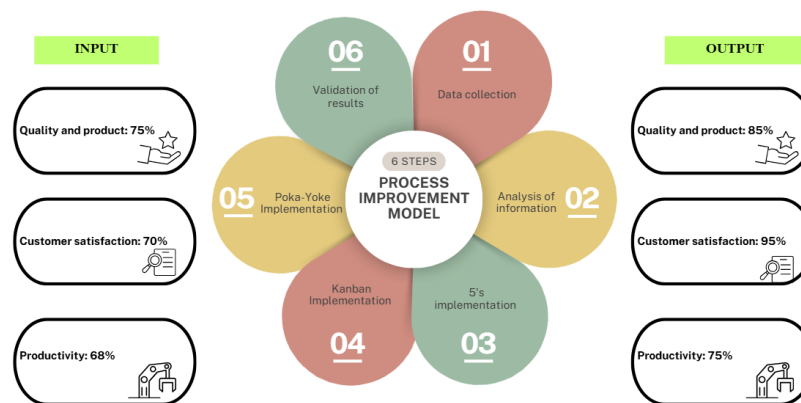 INPUT
Quality and product: 75%
Customer satisfaction: 70%
Productivity: 68%
06
Validation of
results
01
Data collection
05
Poka-Yoke
Implementation
6 STEPS
PROCESS
IMPROVEMENT
MODEL
Analysis of
information
02
Kanban
Implementation
04
5's
implementation
03
OUTPUT
Quality and product: 85%
Customer satisfaction: 95%
Productivity: 75%